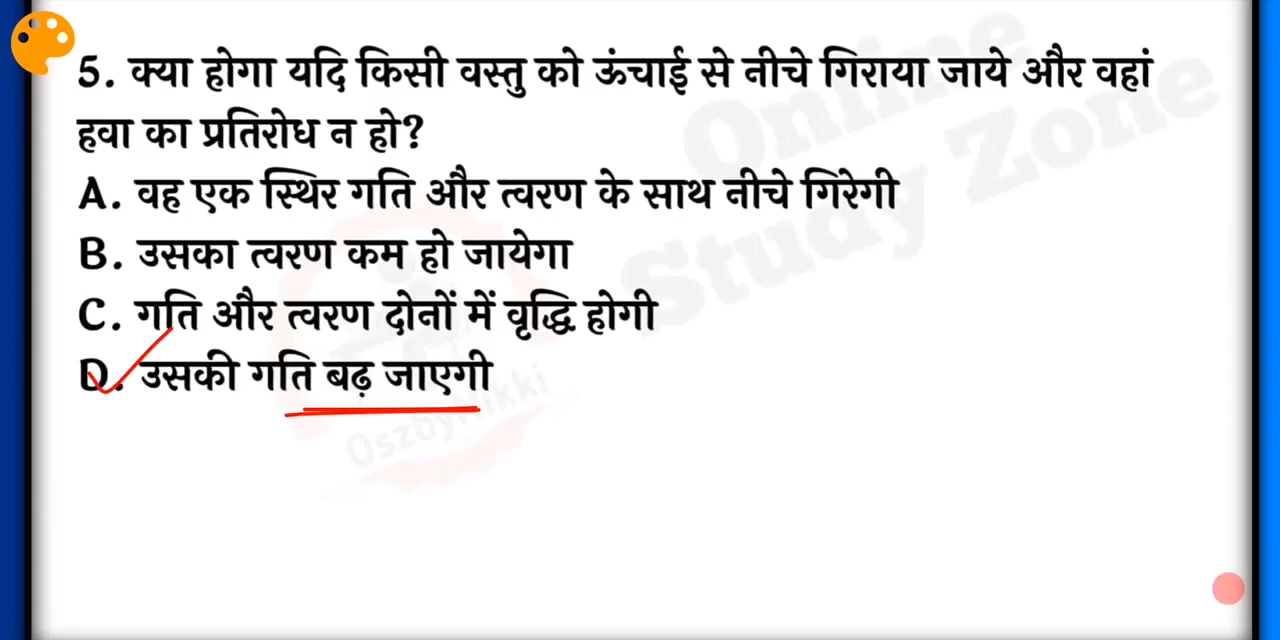 5. क्या होगा यदि किसी वस्तु को ऊंचाई से नीचे गिराया जाये और वहां
हवा का प्रतिरोध न हो?
A. वह एक स्थिर गति और त्वरण के साथ नीचे गिरेगी
B. उसका त्वरण कम हो जायेगा
C. गति और त्वरण दोनों में वृद्धि होगी
D. उसकी गति बढ़ जाएगी
Online
Study Zone
OszbyNikki